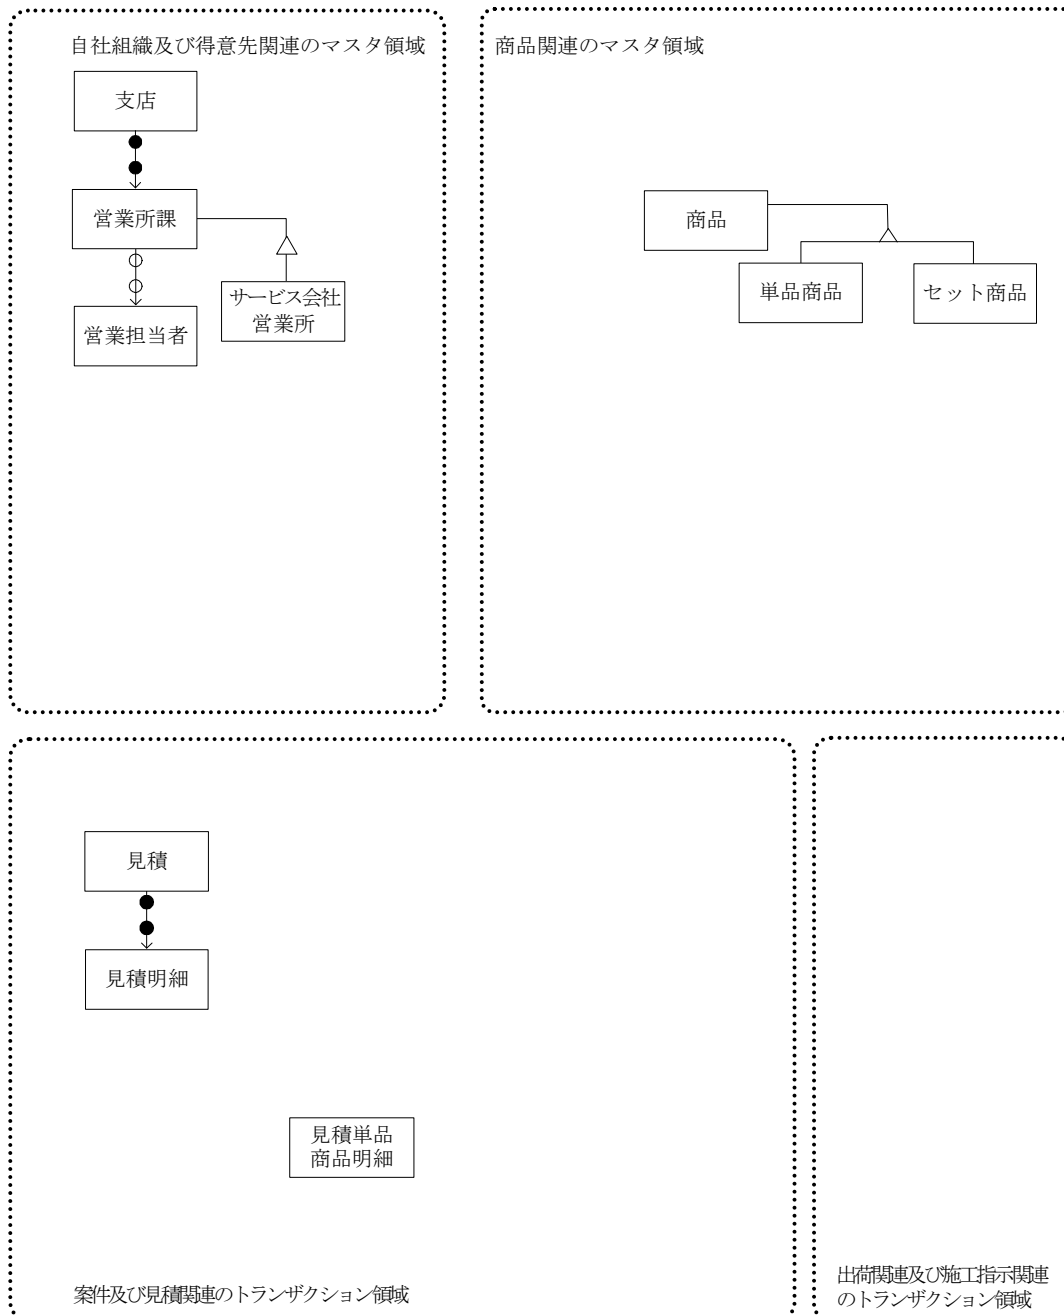 自社組織及び得意先関連のマスタ領域
支店
営業所課
営業担当者
サービス会社
営業所
商品関連のマスタ領域
商品
単品商品
セット商品
見積
見積明細
見積単品
商品明細
案件及び見積関連のトランザクション領域
出荷関連及び施工指示関連
のトランザクション領域